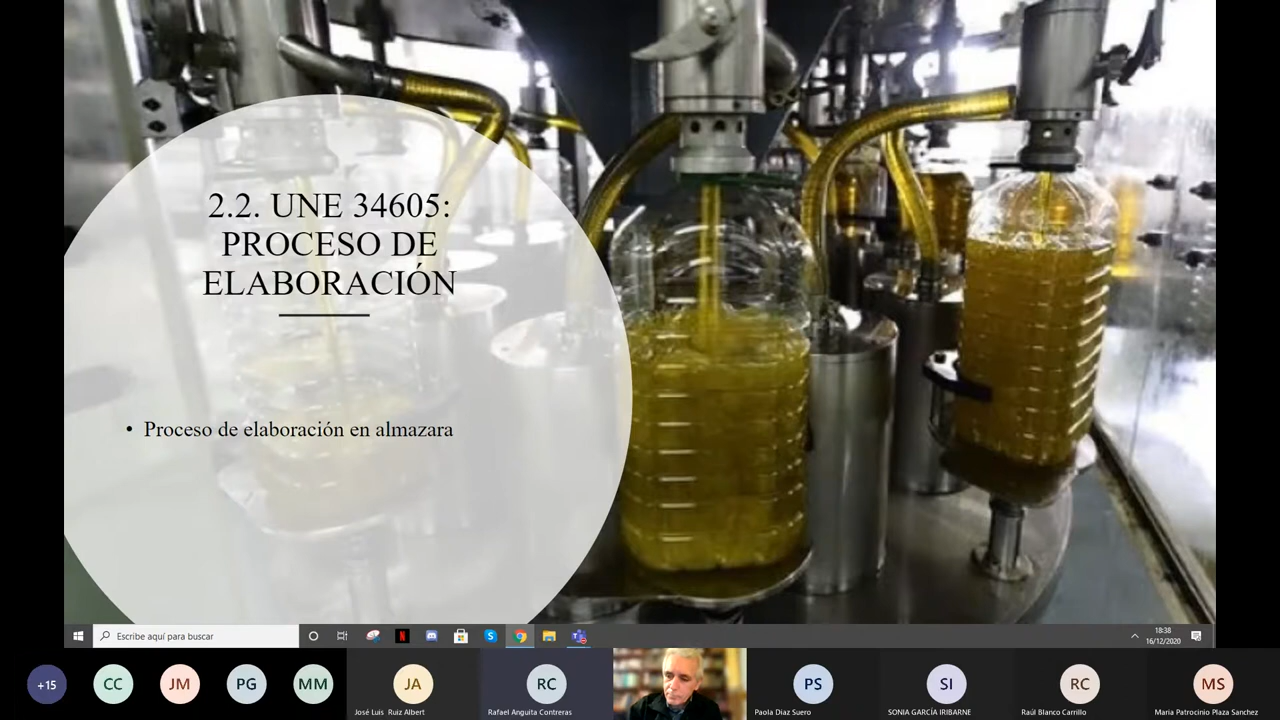 2.2. UNE 34605:
PROCESO DE
ELABORACIÓN
• Proceso de elaboración en almazara
Escribe aquí para buscar
18:38
16/12/2020
+15
CC
JM
PG
MM
JA
José Luis Ruiz Albert
RC
Rafael Anguita Contreras
PS
Paola Diaz Suero
SI
SONIA GARCÍA IRIBARNE
RC
Raúl Blanco Carrillo
MS
Maria Patrocinio Plaza Sanchez